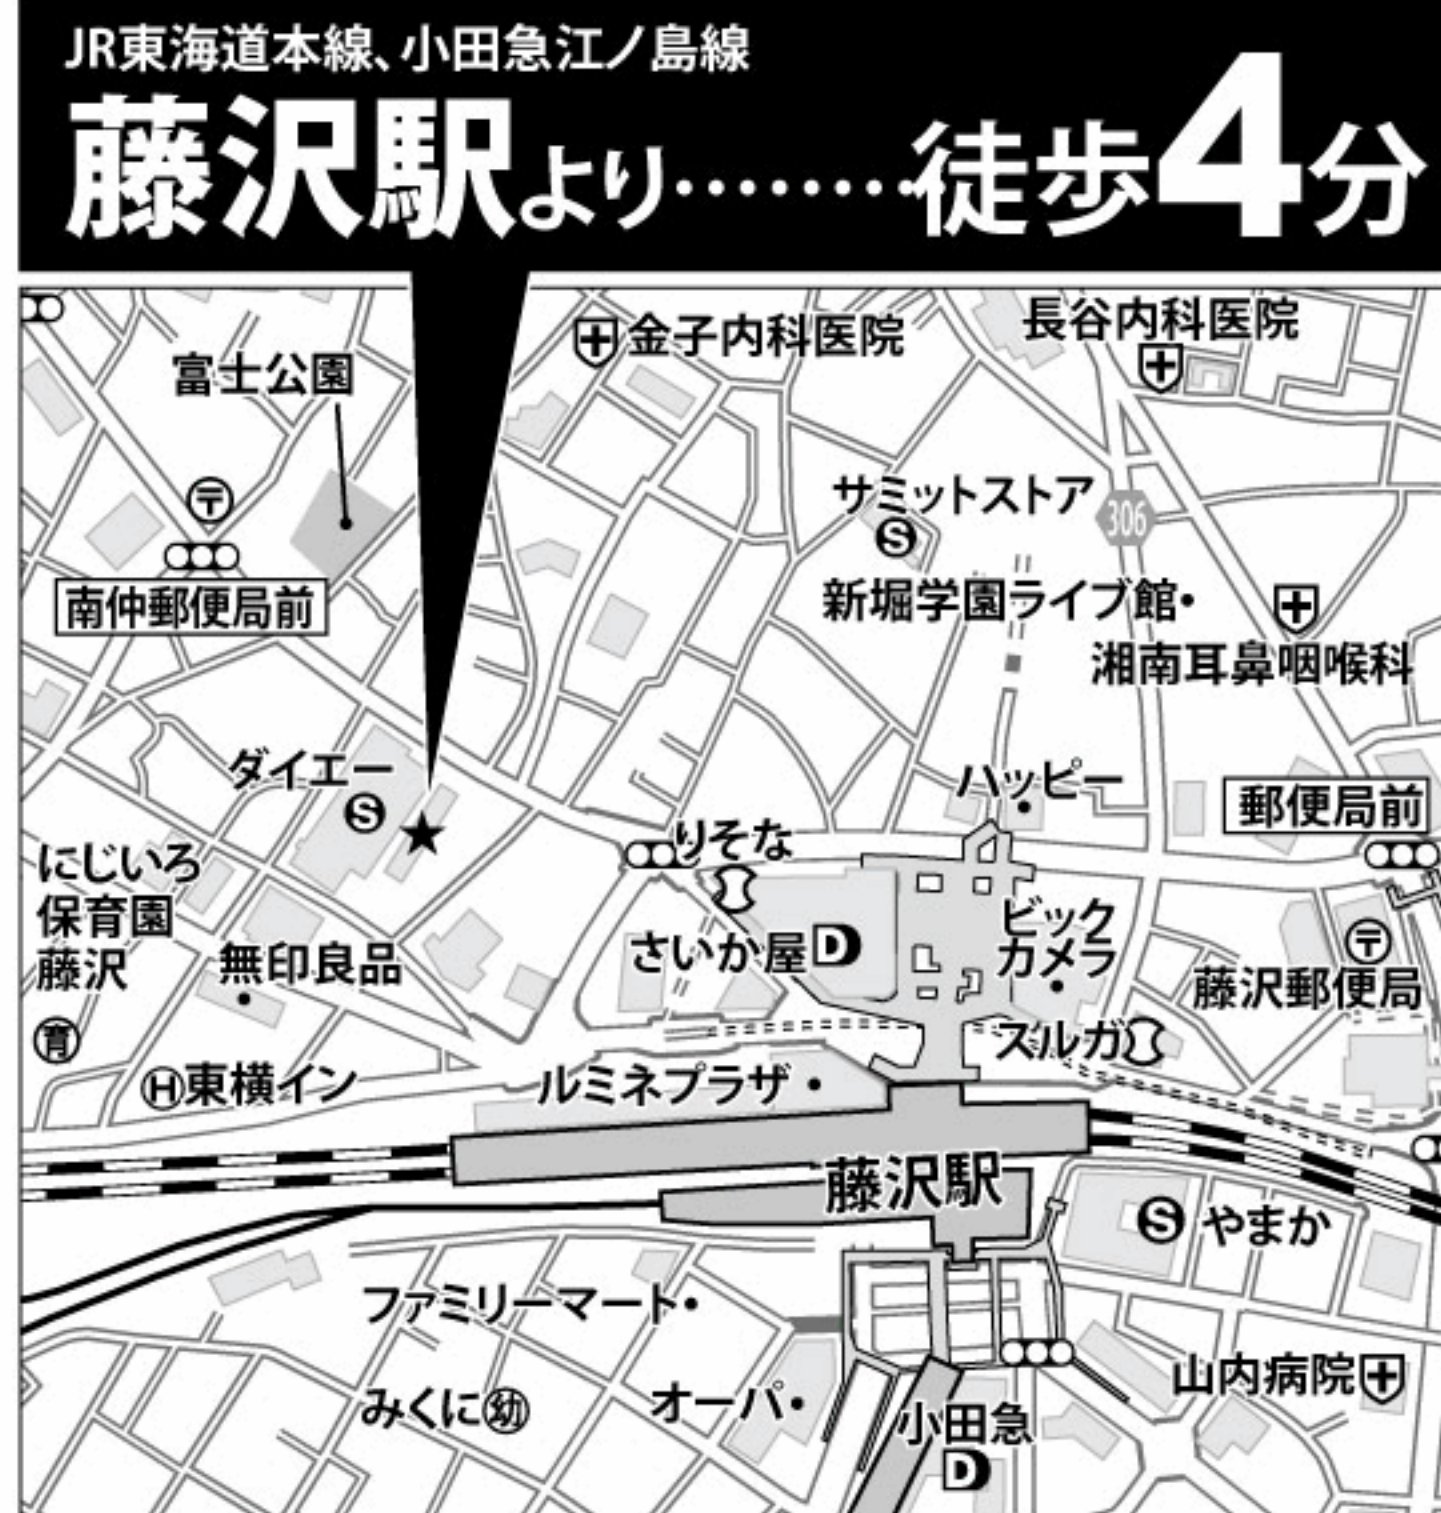 JR東海道本線、小田急江ノ島線
藤沢駅より………徒歩4分
長谷内科医院
金子内科医院
富士公園
サミットストア
S
〒
306
新堀学園ライブ館
南仲郵便局前
湘南耳鼻咽喉科
ダイエー
S
ハッピー
郵便局前
りそな
にじいろ
保育園
藤沢
ビック
カメラ
さいか屋D
〒
無印良品
藤沢郵便局
育
スルガ
H東横イン
ルミネプラザ
藤沢駅
Sやまか
ファミリーマート
山内病院
みくに幼
オーパ
小田急
D